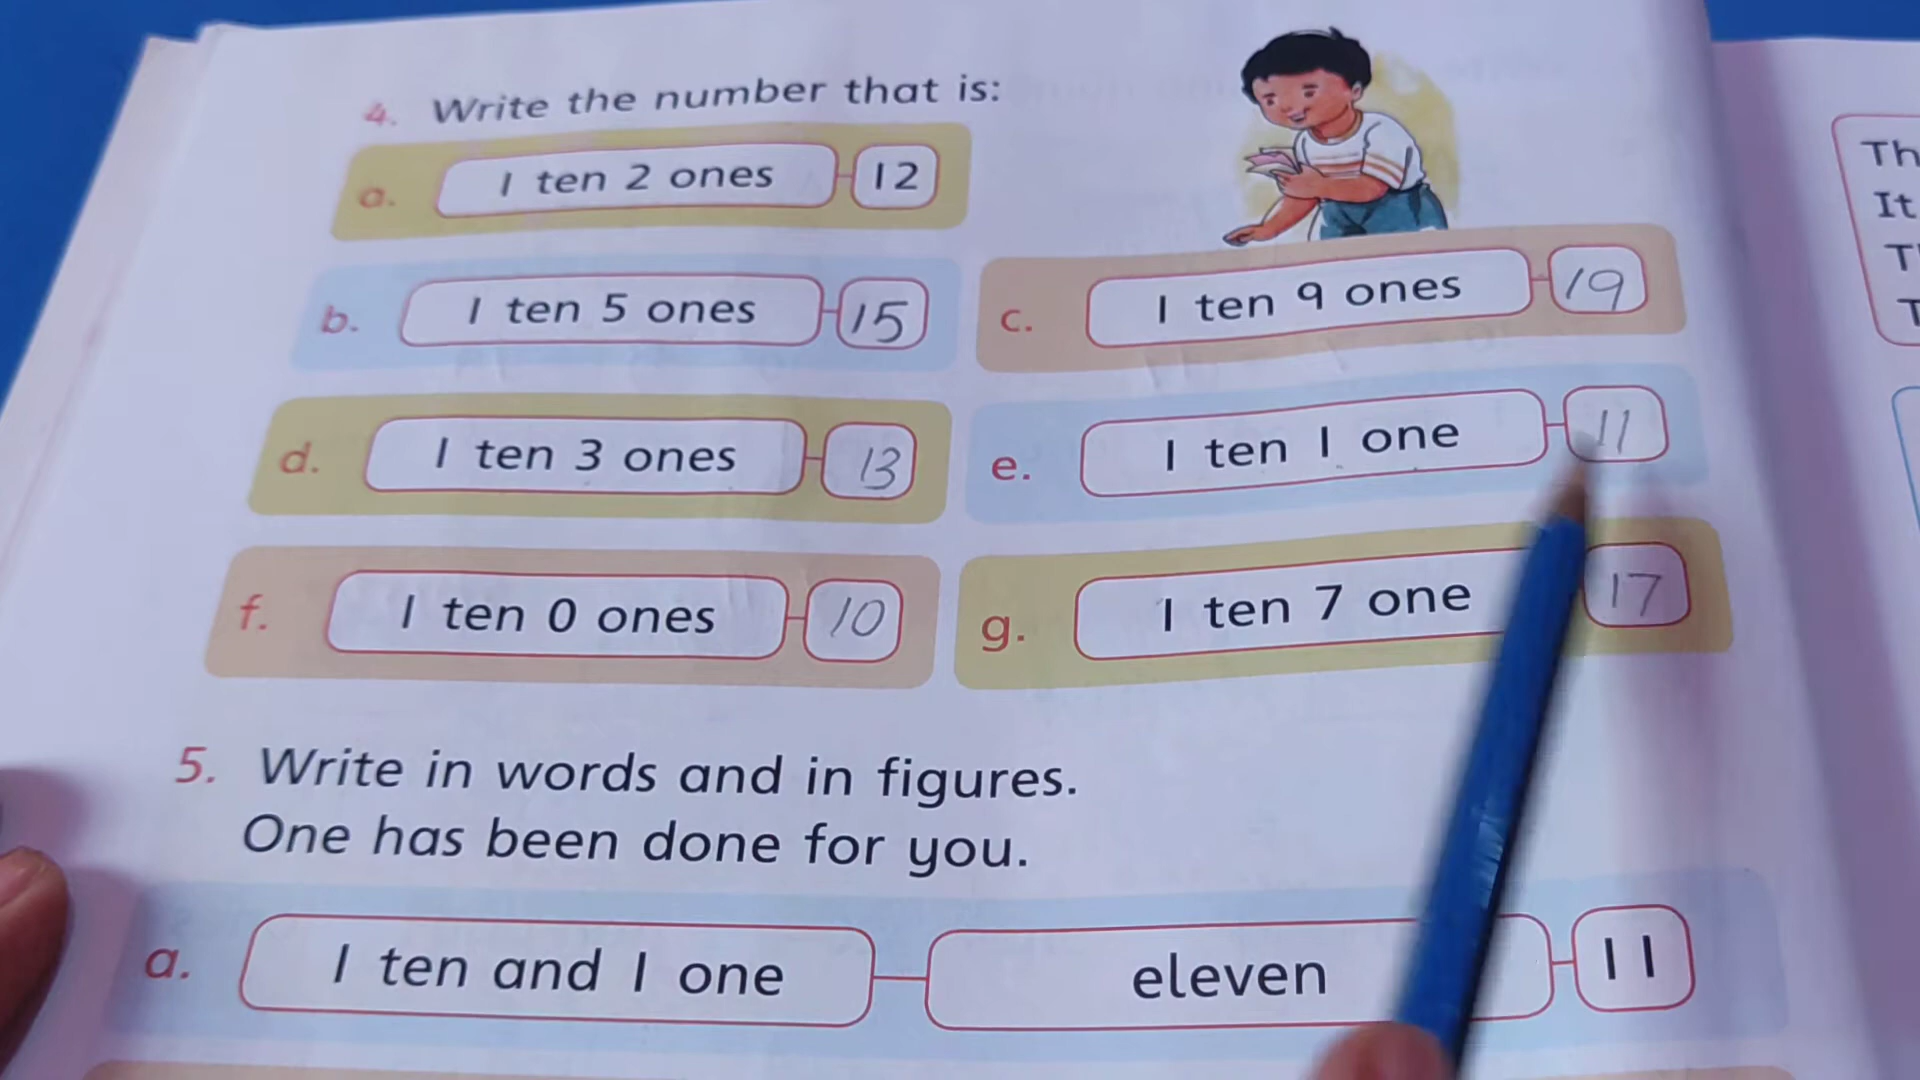 4. Write the number that is:
a. 1 ten 2 ones 12
b. 1 ten 5 ones 15
c. 1 ten 9 ones 19
d. 1 ten 3 ones 13
e. 1 ten 1 one 11
f. 1 ten 0 ones 10
g. 1 ten 7 one 17
5. Write in words and in figures.
One has been done for you.
a. 1 ten and 1 one eleven 11
Th
It
T